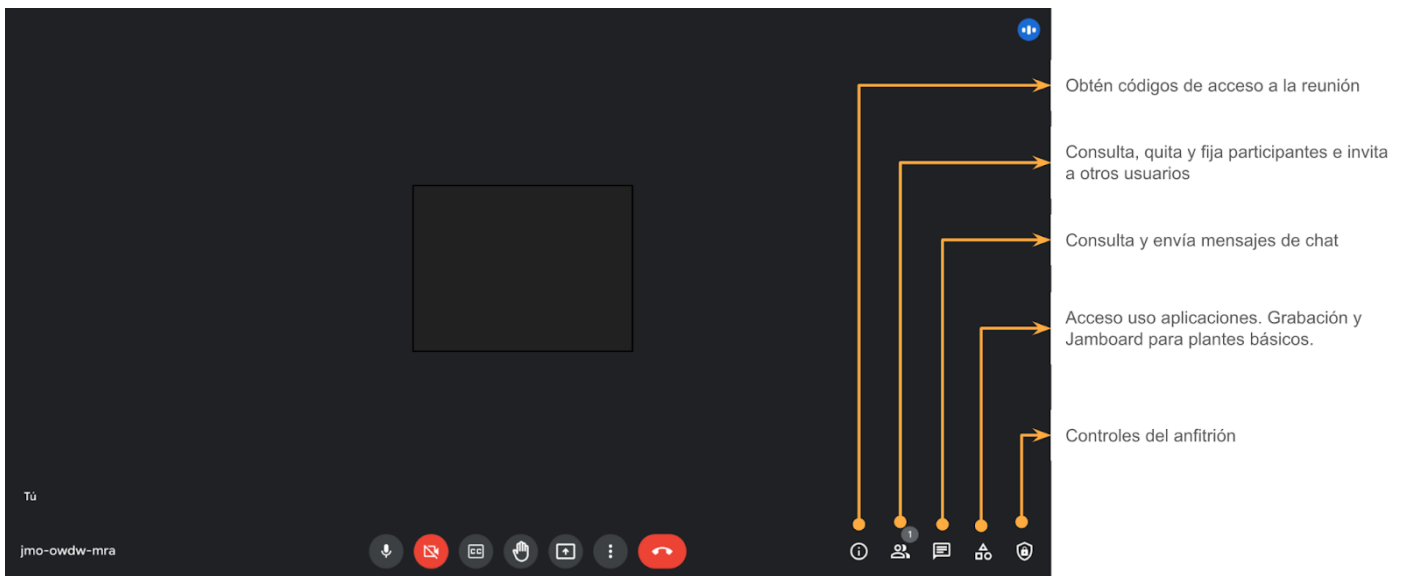 Obtén códigos de acceso a la reunión
Consulta, quita y fija participantes e invita
a otros usuarios
Consulta y envía mensajes de chat
Acceso uso aplicaciones. Grabación y
Jamboard para plantes básicos.
Controles del anfitrión
Tú
jmo-owdw-mra
CC
1